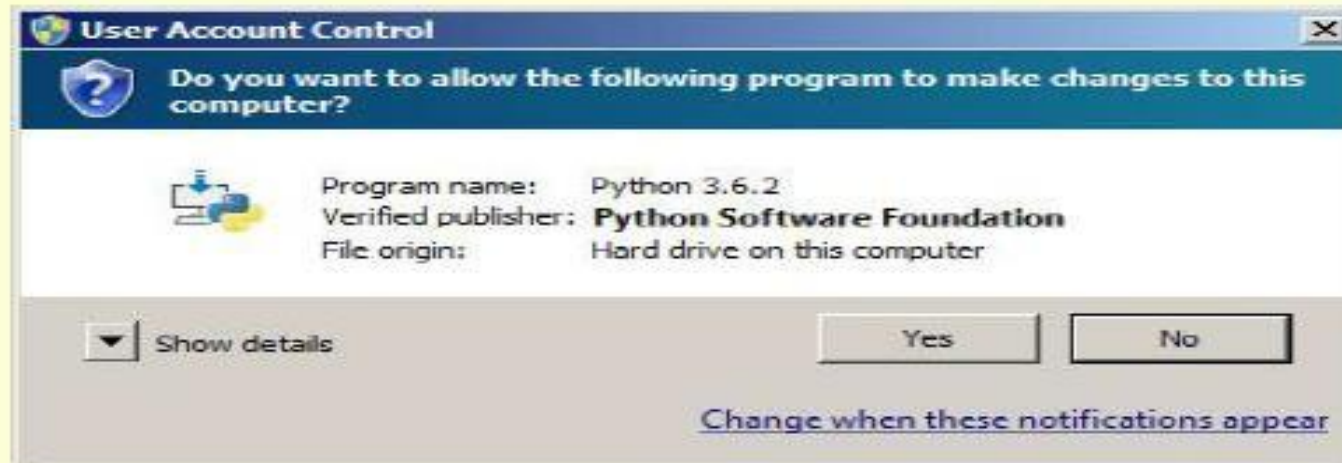 User Account Control
Do you want to allow the following program to make changes to this
computer?
Program name: Python 3.6.2
Verified publisher: Python Software Foundation
File origin: Hard drive on this computer
Show details
Yes
No
Change when these notifications appear